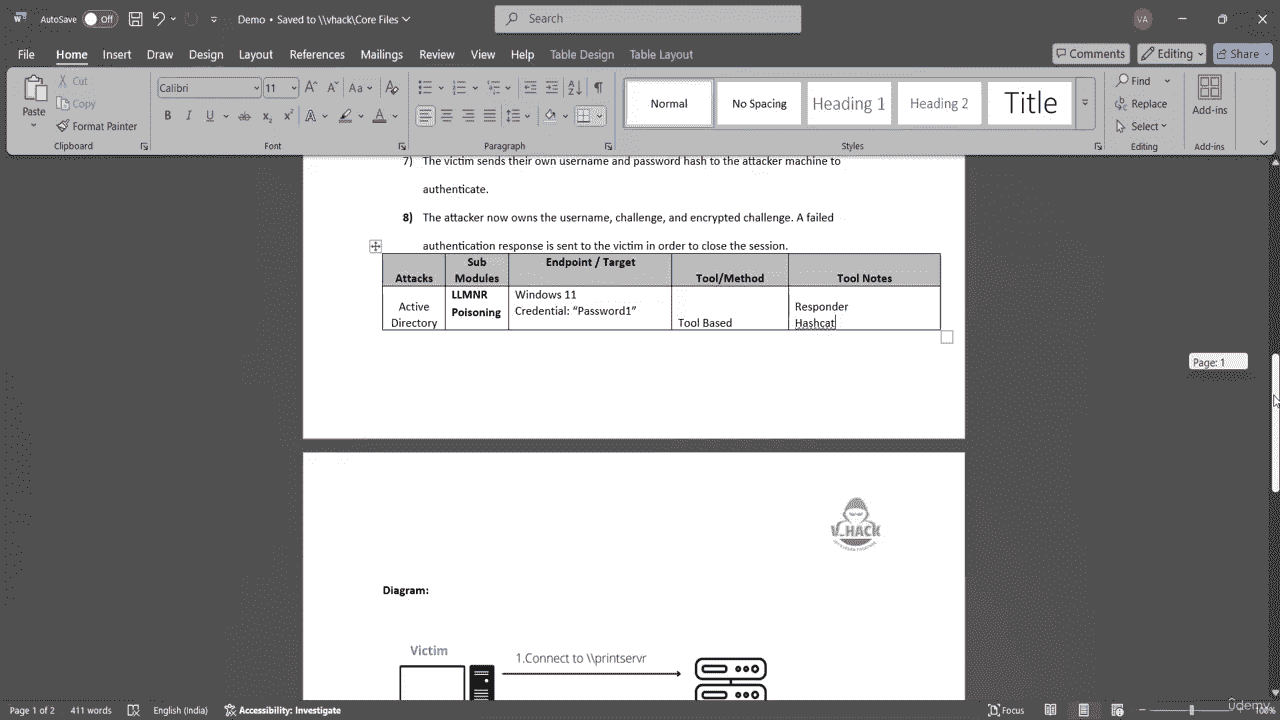 AutoSave Off Demo • Saved to \\vhack\Core Files Search VA
File Home Insert Draw Design Layout References Mailings Review View Developer Help Table Design Table Layout Comments Editing Share
Paste Cut Copy Format Painter
Calibri 11 Aa
Normal No Spacing Heading 1 Heading 2 Title
Find Replace Select Add-ins
Clipboard Font Paragraph Styles Editing Add-ins
7) The victim sends their own username and password hash to the attacker machine to
authenticate.
8) The attacker now owns the username, challenge, and encrypted challenge. A failed
authentication response is sent to the victim in order to close the session.
Attacks Sub Modules Endpoint / Target Tool/Method Tool Notes
Active Directory LLMNR Poisoning Windows 11 Credential: “Password1” Tool Based Responder Hashcat
Page: 1
V_HACK
Diagram:
Victim
1.Connect to \\printservr
Page 1 of 2 411 words English (India) Accessibility: Investigate Focus